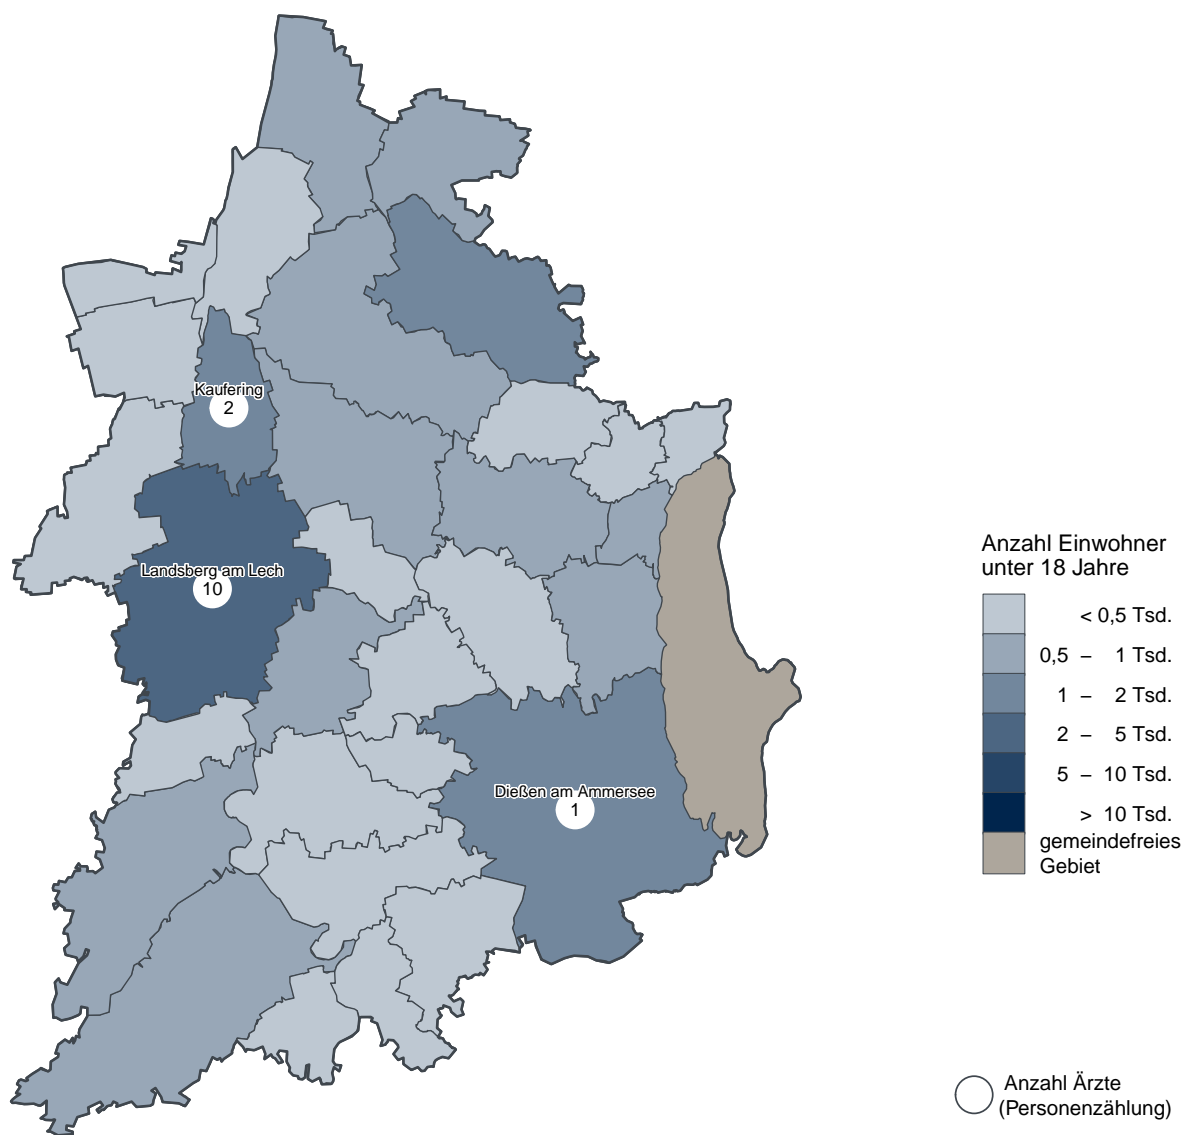 Kaufering
2
Landsberg am Lech
10
Dießen am Ammersee
1
Anzahl Einwohner
unter 18 Jahre
< 0,5 Tsd.
0,5 – 1 Tsd.
1 – 2 Tsd.
2 – 5 Tsd.
5 – 10 Tsd.
> 10 Tsd.
gemeindefreies
Gebiet
Anzahl Ärzte
(Personenzählung)